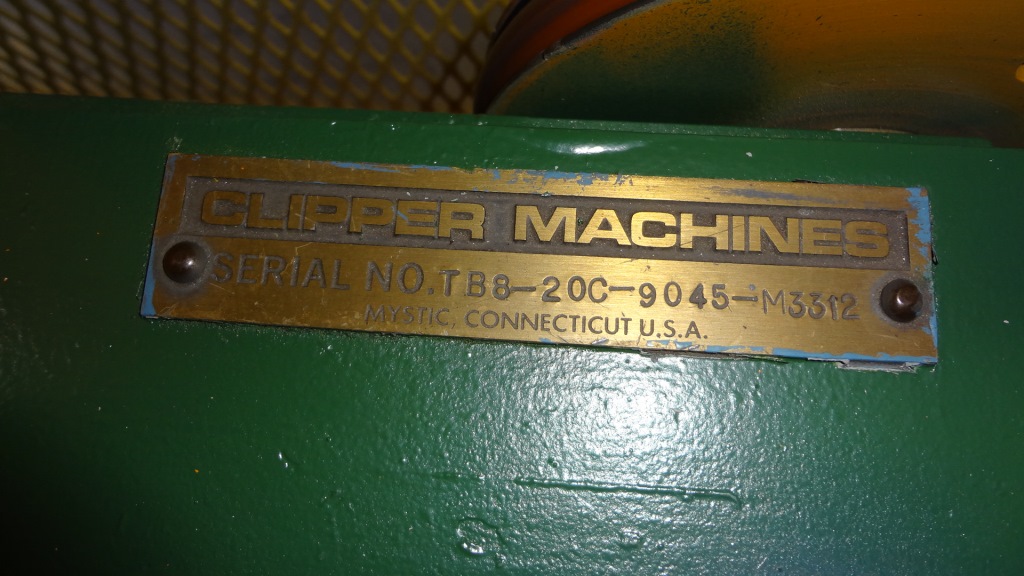 CLIPPER MACHINES
SERIAL NO. TB8-20C-9045-M3312
MYSTIC, CONNECTICUT U.S.A.